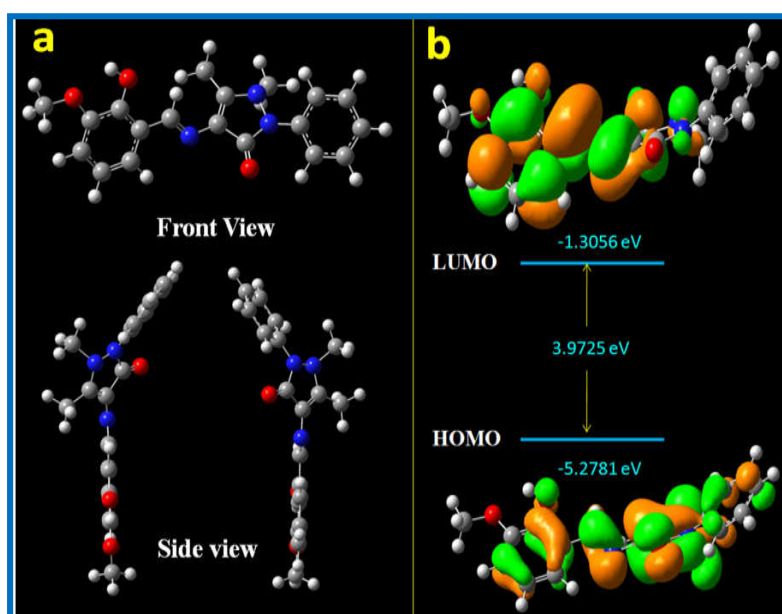 a
Front View
Side view
b
-1.3056 eV
LUMO
3.9725 eV
HOMO
-5.2781 eV